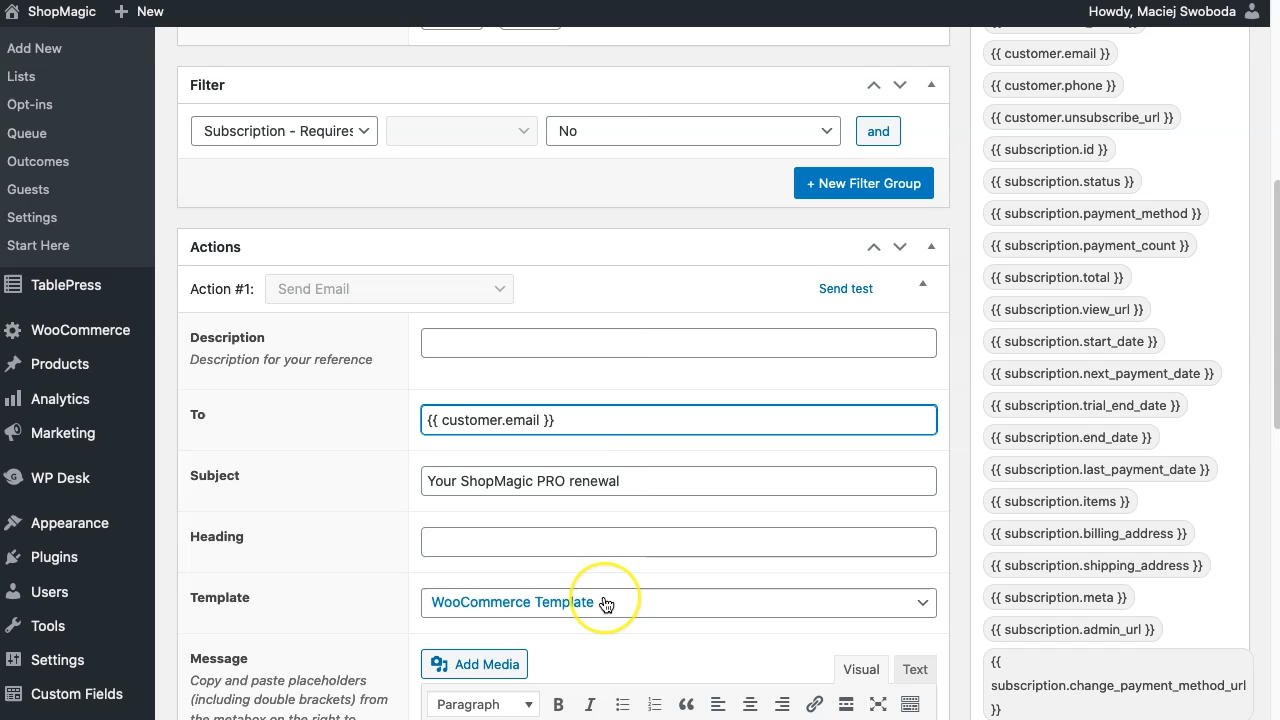 ShopMagic
New
Howdy, Maciej Swoboda
Add New
Lists
Opt-ins
Queue
Outcomes
Guests
Settings
Start Here
TablePress
WooCommerce
Products
Analytics
Marketing
WP Desk
Appearance
Plugins
Users
Tools
Settings
Custom Fields
Filter
Subscription - Requires
No
and
+ New Filter Group
Actions
Action #1:
Send Email
Send test
Description
Description for your reference
To
{{ customer.email }}
Subject
Your ShopMagic PRO renewal
Heading
Template
WooCommerce Template
Message
Copy and paste placeholders
(including double brackets) from
the metabox on the right to
Add Media
Visual
Text
Paragraph
{{ customer.email }}
{{ customer.phone }}
{{ customer.unsubscribe_url }}
{{ subscription.id }}
{{ subscription.status }}
{{ subscription.payment_method }}
{{ subscription.payment_count }}
{{ subscription.total }}
{{ subscription.view_url }}
{{ subscription.start_date }}
{{ subscription.next_payment_date }}
{{ subscription.trial_end_date }}
{{ subscription.end_date }}
{{ subscription.last_payment_date }}
{{ subscription.items }}
{{ subscription.billing_address }}
{{ subscription.shipping_address }}
{{ subscription.meta }}
{{ subscription.admin_url }}
{{
subscription.change_payment_method_url
}}